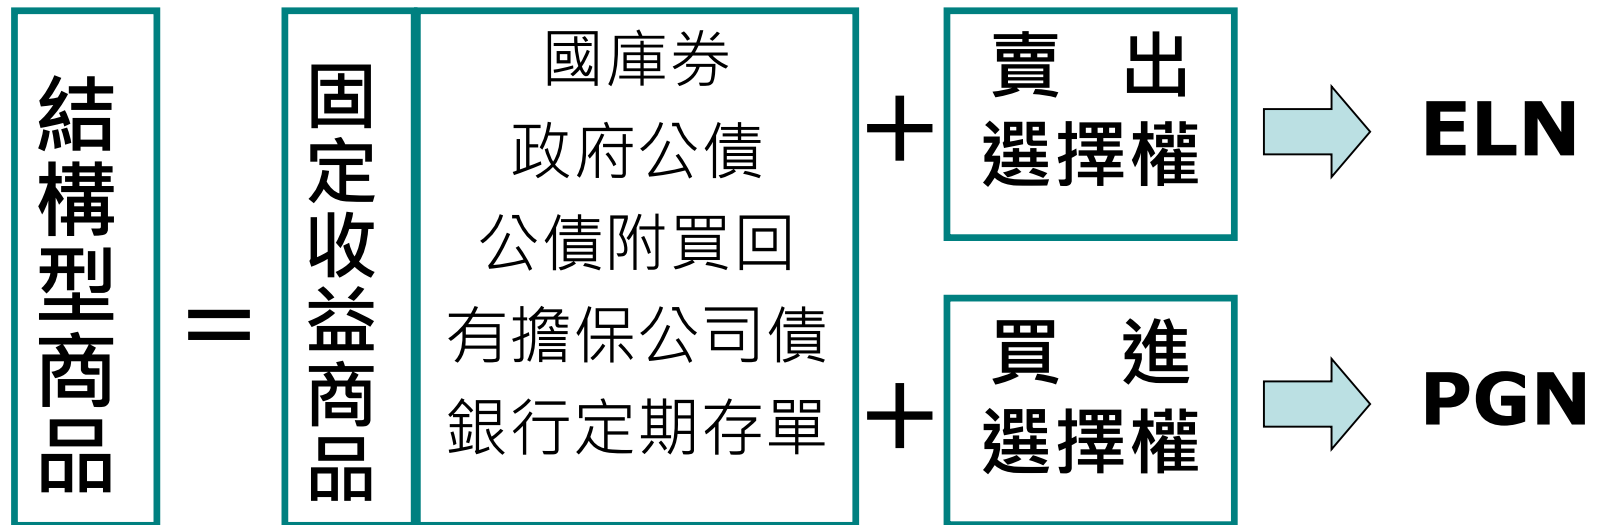 結構型商品
=
固定收益商品
國庫券
政府公債
公債附買回
有擔保公司債
銀行定期存單
+
賣 出
選擇權
ELN
+
買 進
選擇權
PGN